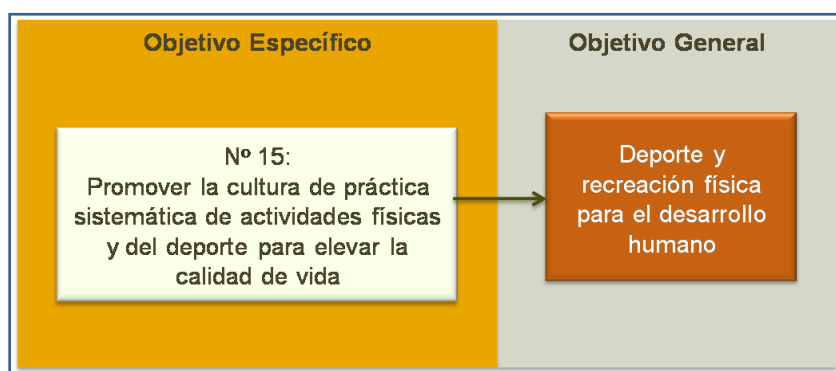 Objetivo Específico
Nº 15:
Promover la cultura de práctica
sistemática de actividades físicas
y del deporte para elevar la
calidad de vida
Objetivo General
Deporte y
recreación física
para el desarrollo
humano